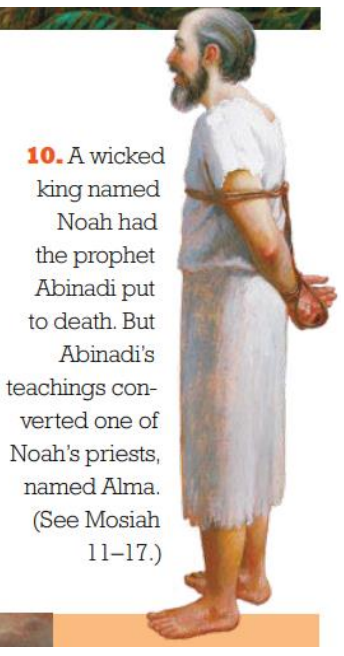 10. A wicked
king named
Noah had
the prophet
Abinadi put
to death. But
Abinadi's
teachings con-
verted one of
Noah's priests,
named Alma.
(See Mosiah
11–17.)